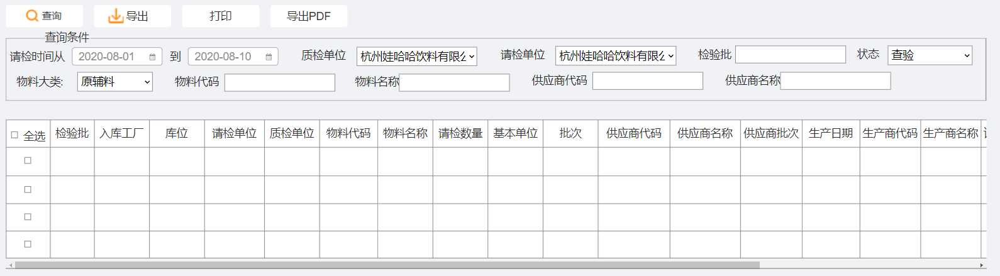 查询 导出 打印 导出PDF
查询条件
请检时间从 2020-08-01 到 2020-08-10 质检单位 杭州娃哈哈饮料有限公 请检单位 杭州娃哈哈饮料有限公 检验批 状态 查验
物料大类: 原辅料 物料代码 物料名称 供应商代码 供应商名称
全选 检验批 入库工厂 库位 请检单位 质检单位 物料代码 物料名称 请检数量 基本单位 批次 供应商代码 供应商名称 供应商批次 生产日期 生产商代码 生产商名称